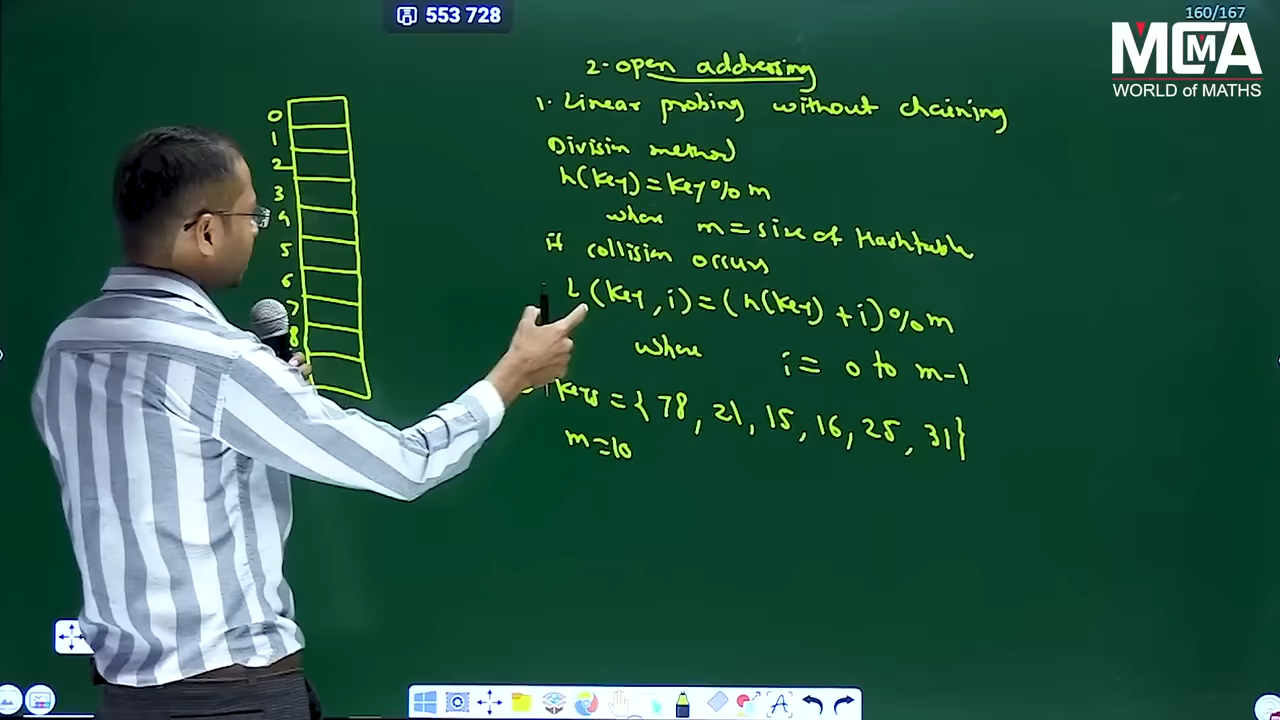 553 728
160/167
MCMA
WORLD of MATHS
2- open addressing
1. Linear probing without chaining
Division method
h(key) = key % m
where m = size of Hashtable
if collision occurs
(key, i) = (h(key) + i) % m
where i = 0 to m-1
keys = {78, 21, 15, 16, 25, 31}
m = 10
0
1
2
3
4
5
6
7
8